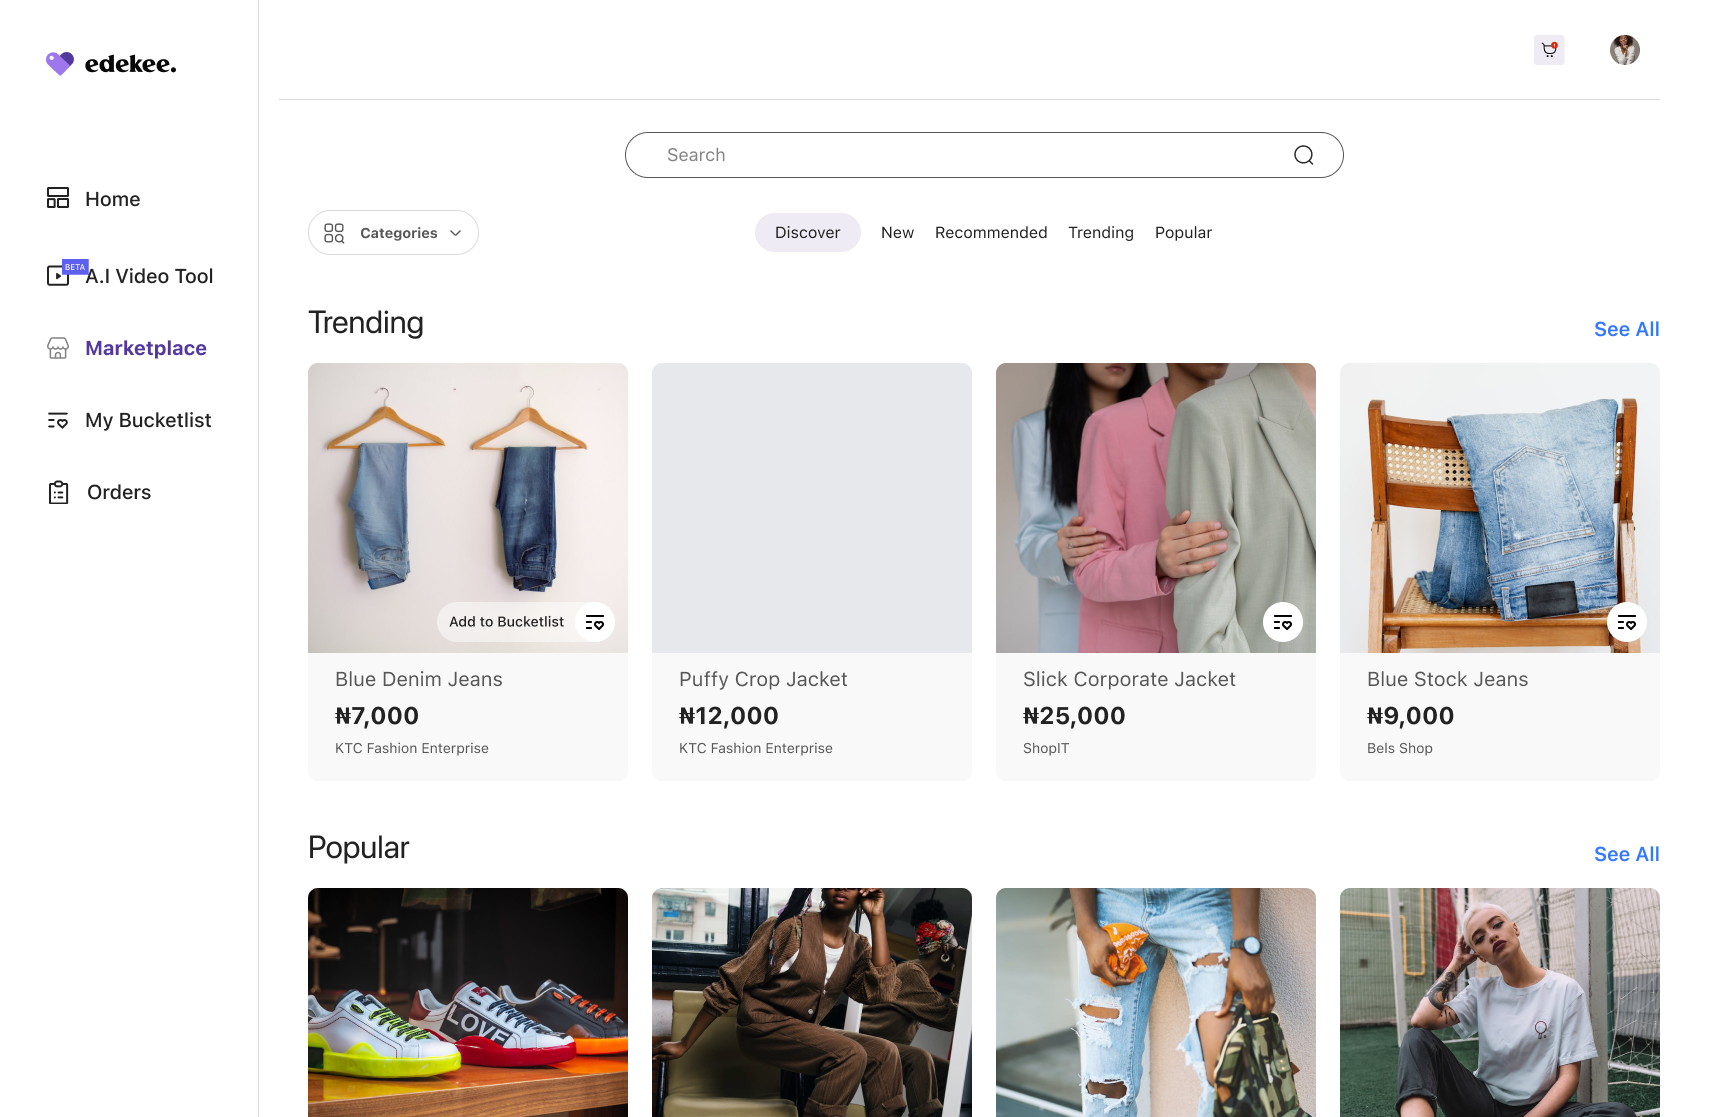 edekee.
Home
BETA
A.I Video Tool
Marketplace
My Bucketlist
Orders
Search
Categories
Discover
New
Recommended
Trending
Popular
Trending
See All
Add to Bucketlist
Blue Denim Jeans
₦7,000
KTC Fashion Enterprise
Puffy Crop Jacket
₦12,000
KTC Fashion Enterprise
Slick Corporate Jacket
₦25,000
ShopIT
Blue Stock Jeans
₦9,000
Bels Shop
Popular
See All
LOVE